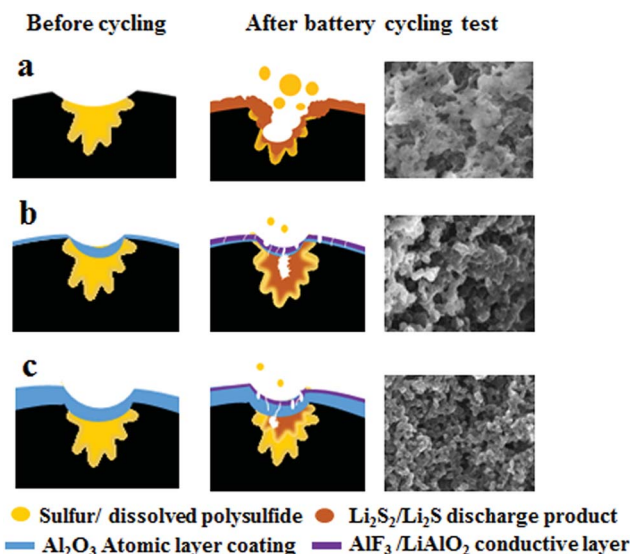 Before cycling After battery cycling test
a
b
c
Sulfur/ dissolved polysulfide Li₂S₂/Li₂S discharge product
Al₂O₃ Atomic layer coating AlF₃ /LiAlO₂ conductive layer